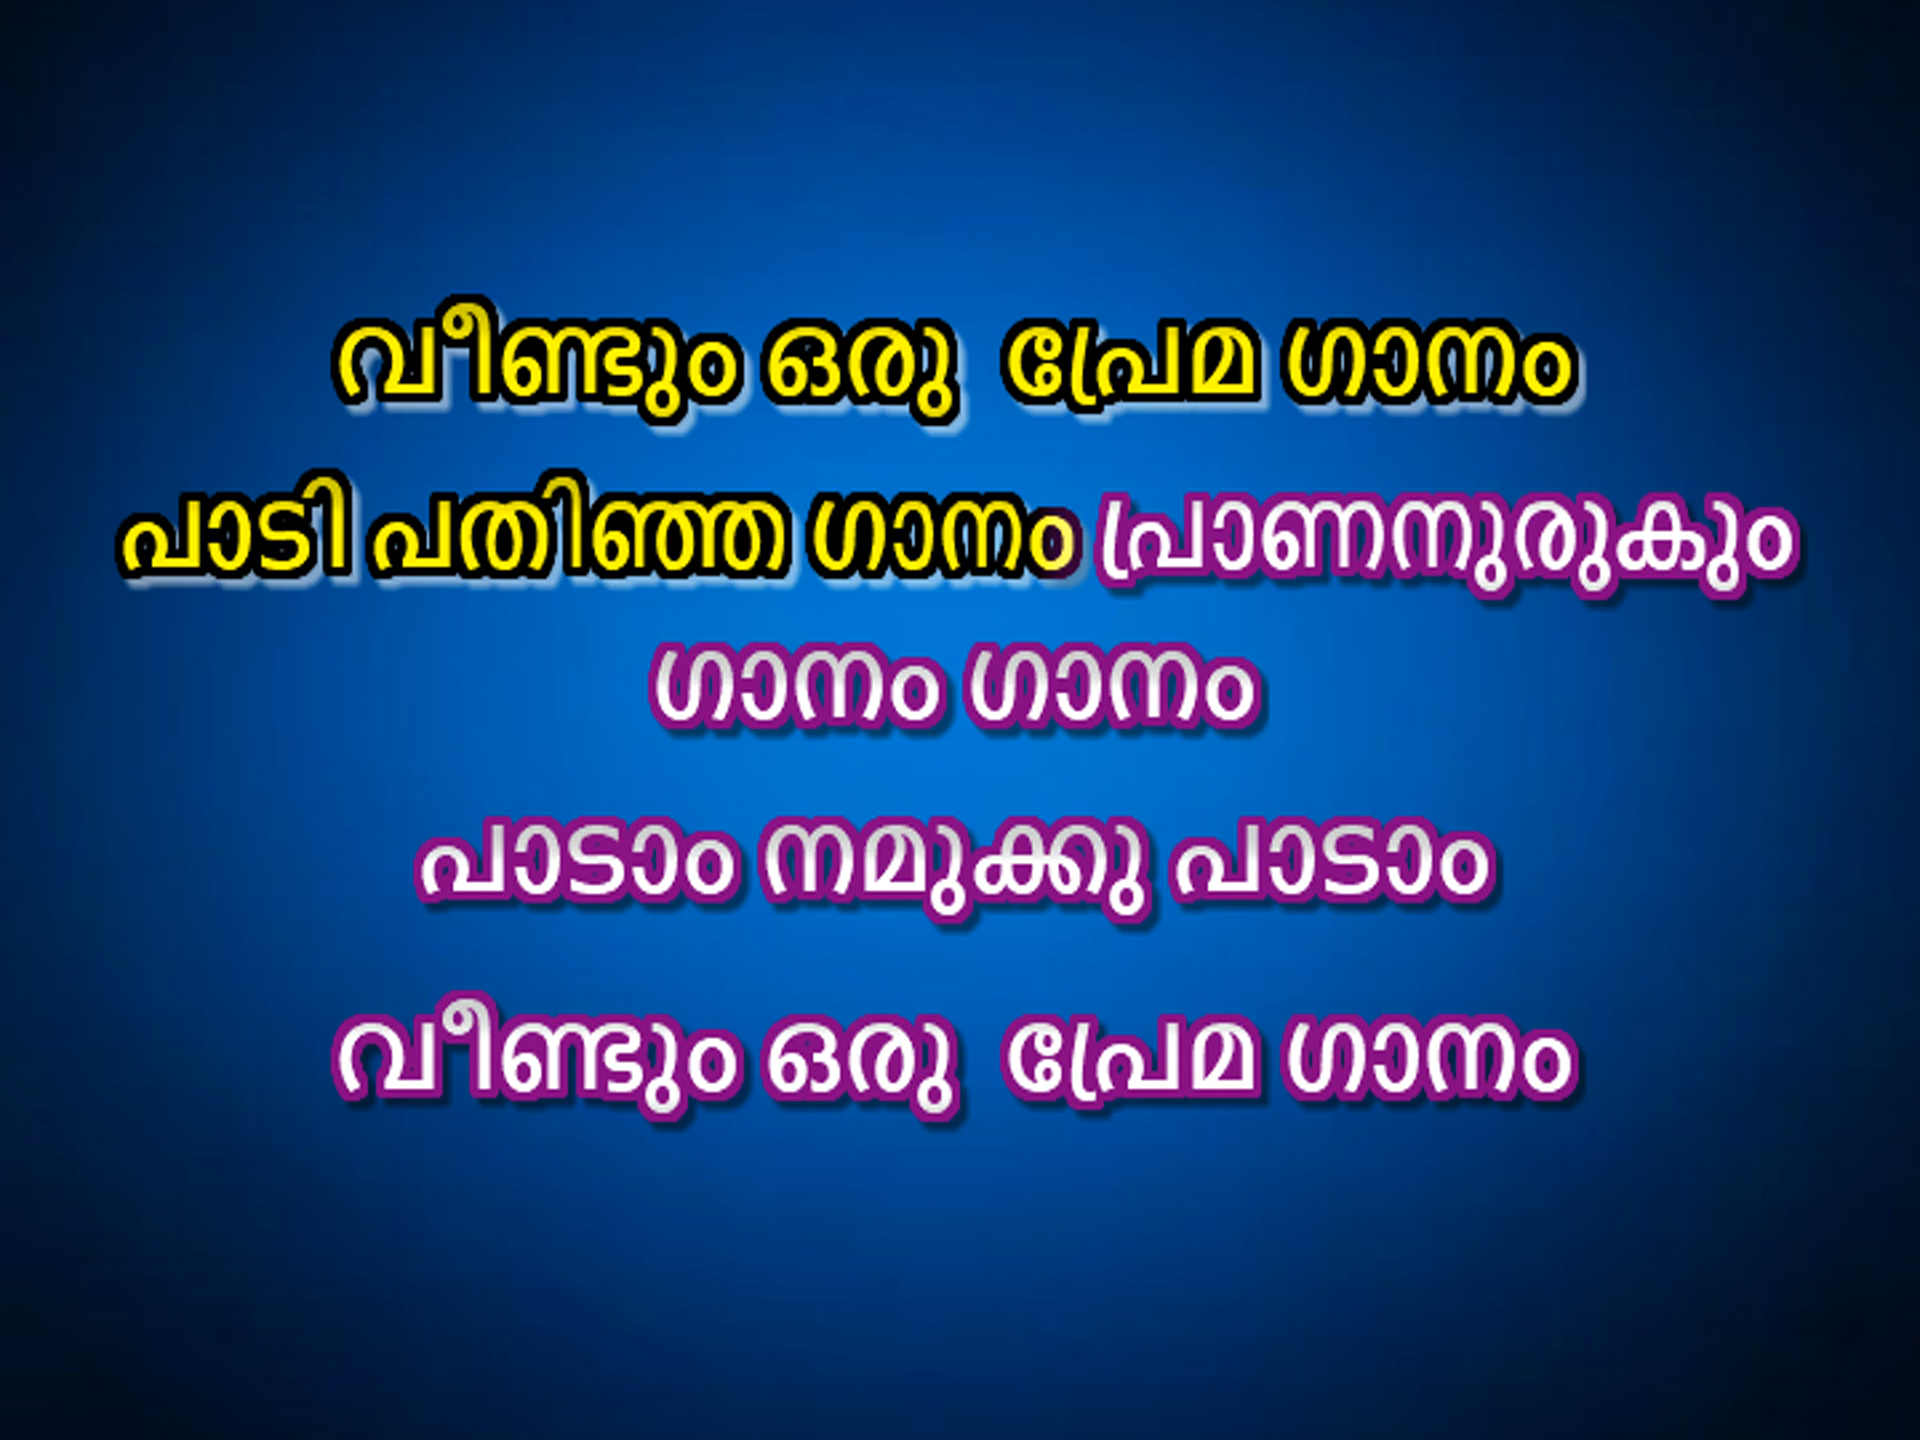 വീണ്ടും ഒരു പ്രേമ ഗാനം
പാടി പതിഞ്ഞ ഗാനം പ്രാണനുരുകും
ഗാനം ഗാനം
പാടാം നമുക്കു പാടാം
വീണ്ടും ഒരു പ്രേമ ഗാനം